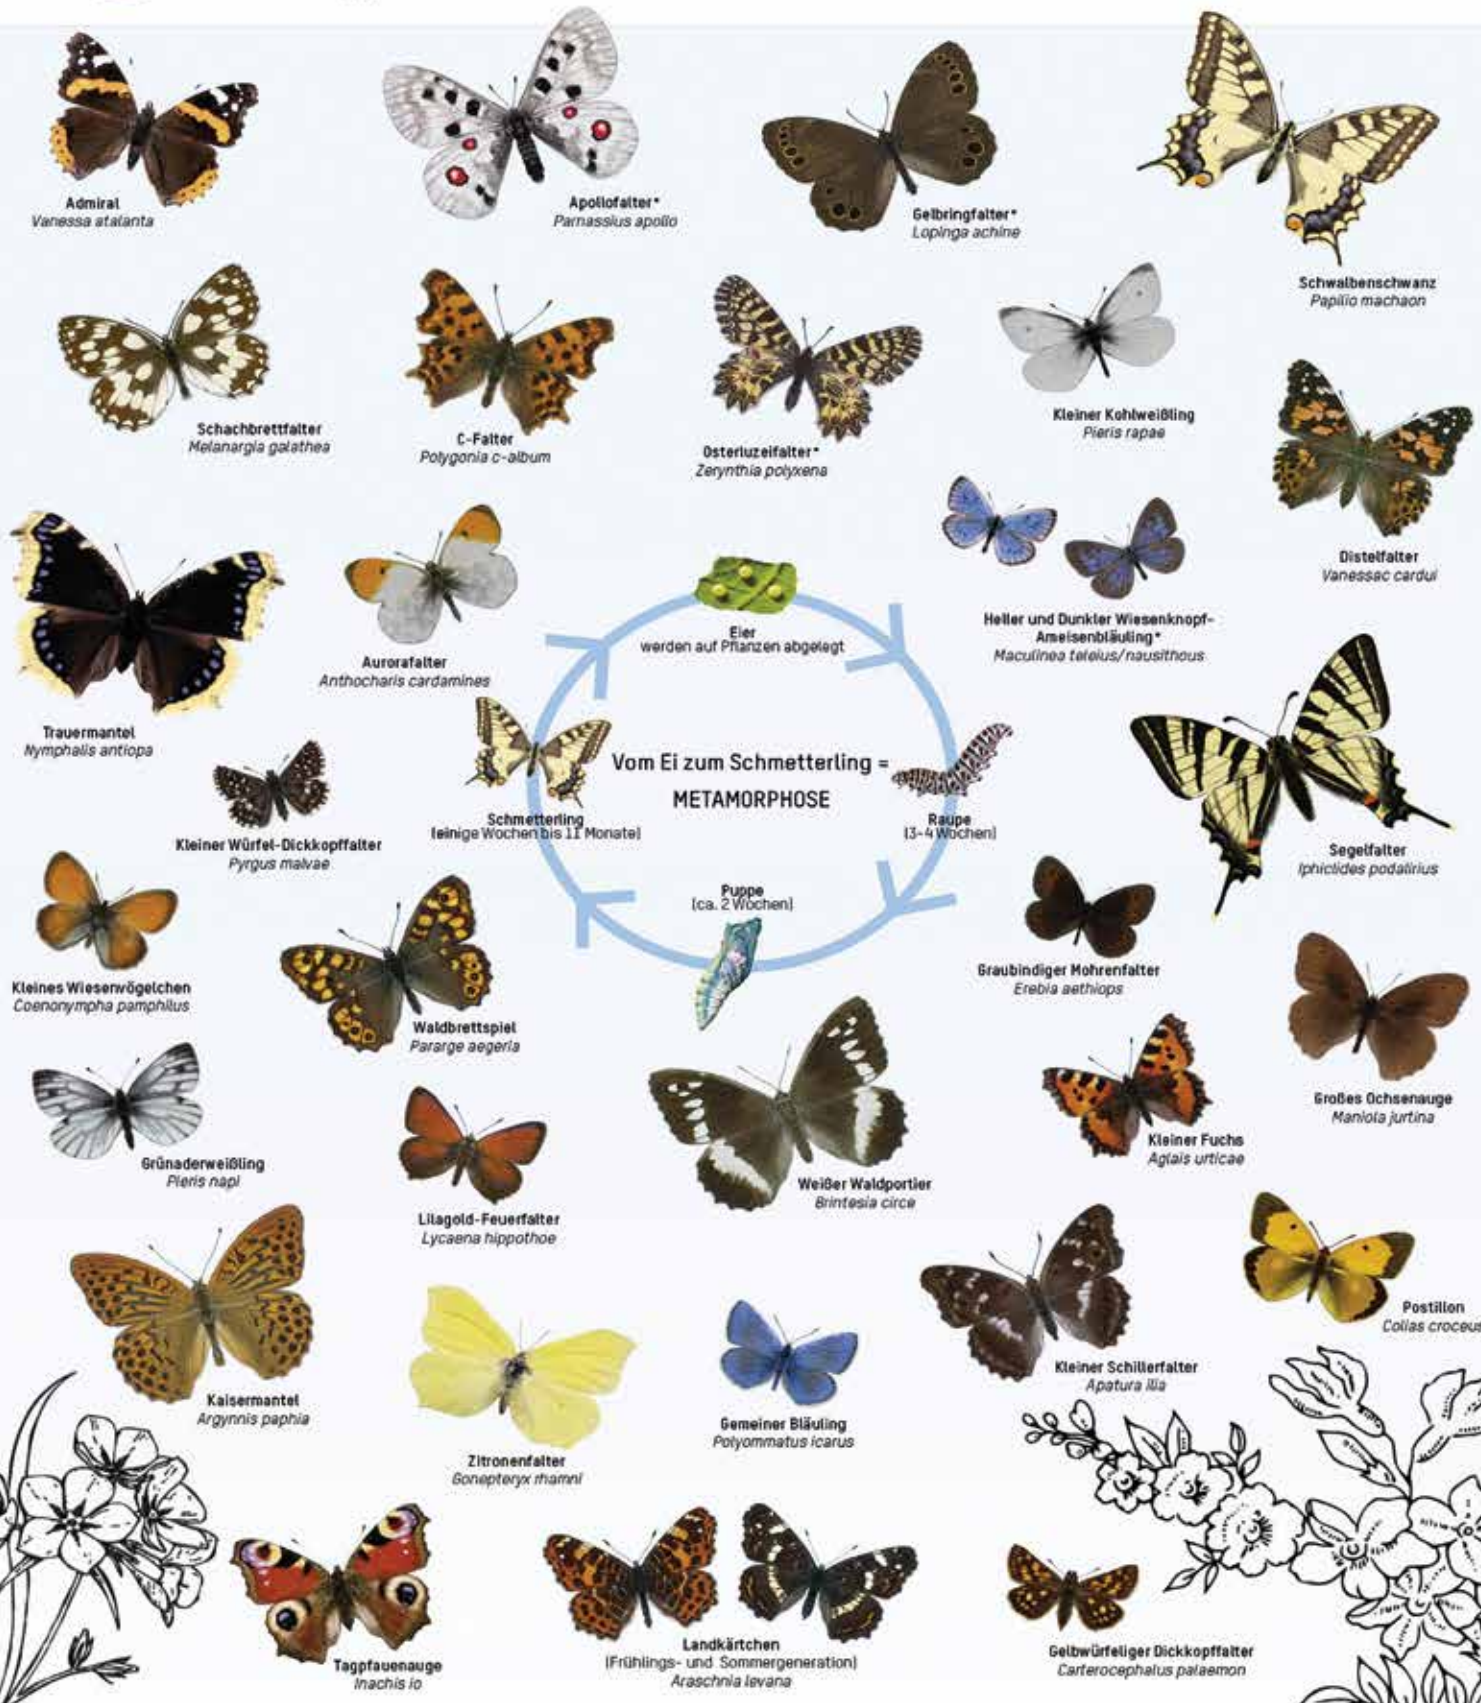 Admiral
Vanessa atalanta
Apollofalter*
Parnassius apollo
Gelbringfalter*
Lopinga achine
Schwalbenschwanz
Papilio machaon
Schachbrettfalter
Melanargia galathea
C-Falter
Polygonia c-album
Osterluzeifalter*
Zerynthia polyxena
Kleiner Kohlweißling
Pieris rapae
Distelfalter
Vanessac cardui
Heller und Dunkler Wiesenknopf-
Ameisenbläuling*
Maculinea teleius/nausithous
Aurorafalter
Anthocharis cardamines
Trauermantel
Nymphalis antiopa
Eier
werden auf Pflanzen abgelegt
Vom Ei zum Schmetterling =
METAMORPHOSE
Schmetterling
(einige Wochen bis 11 Monate)
Raupe
(3-4 Wochen)
Puppe
(ca. 2 Wochen)
Kleiner Würfel-Dickkopffalter
Pyrgus malvae
Segelfalter
Iphiclides podalirius
Kleines Wiesenvögelchen
Coenonympha pamphilus
Waldbrettspiel
Pararge aegeria
Graubindiger Mohrenfalter
Erebia aethiops
Großes Ochsenauge
Maniola jurtina
Grünaderweißling
Pieris napi
Lilagold-Feuerfalter
Lycaena hippothoe
Weißer Waldportier
Brintesia circe
Kleiner Fuchs
Aglais urticae
Postillon
Colias croceus
Kaisermantel
Argynnis paphia
Zitronenfalter
Gonepteryx rhamni
Gemeiner Bläuling
Polyommatus icarus
Kleiner Schillerfalter
Apatura ilia
Tagpfauenauge
Inachis io
Landkärtchen
(Frühlings- und Sommergeneration)
Araschnia levana
Gelbwürfeliger Dickkopffalter
Carterocephalus palaemon